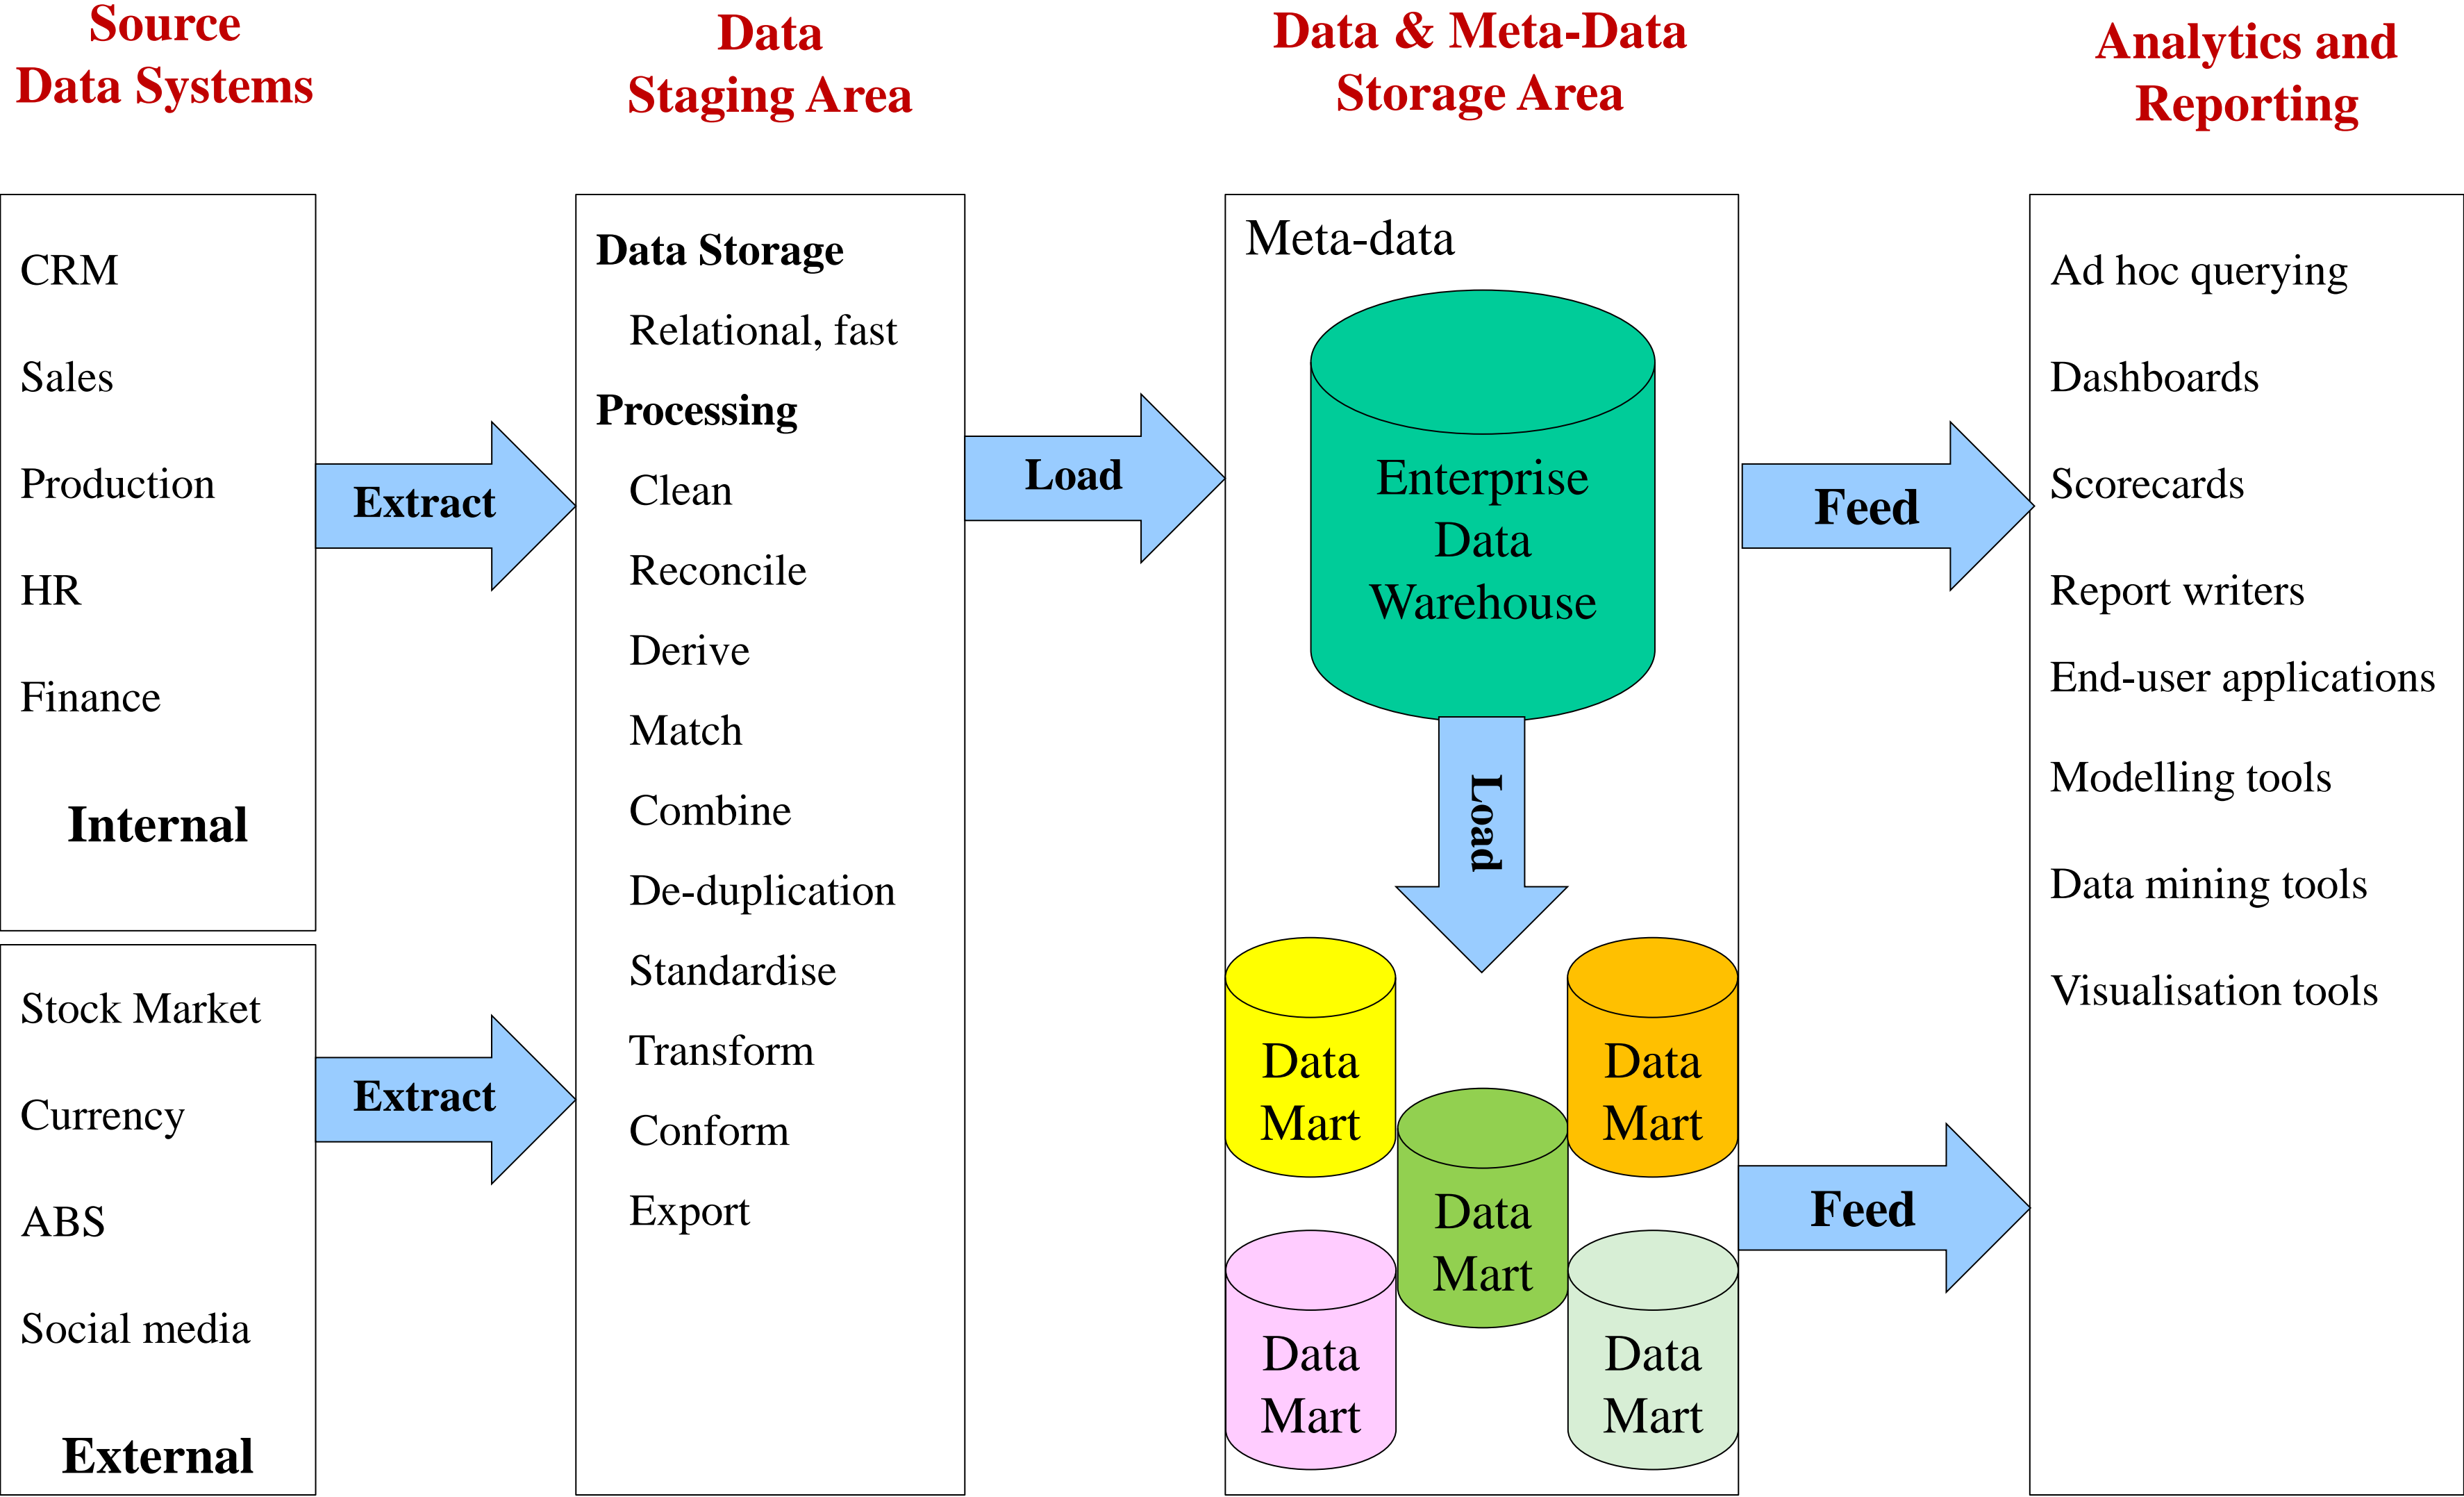 Source
Data Systems
Data
Staging Area
Data & Meta-Data
Storage Area
Analytics and
Reporting
CRM
Sales
Production
HR
Finance
Internal
Stock Market
Currency
ABS
Social media
External
Extract
Extract
Data Storage
Relational, fast
Processing
Clean
Reconcile
Derive
Match
Combine
De-duplication
Standardise
Transform
Conform
Export
Load
Meta-data
Enterprise
Data
Warehouse
Load
Data
Mart
Data
Mart
Data
Mart
Data
Mart
Data
Mart
Feed
Feed
Ad hoc querying
Dashboards
Scorecards
Report writers
End-user applications
Modelling tools
Data mining tools
Visualisation tools